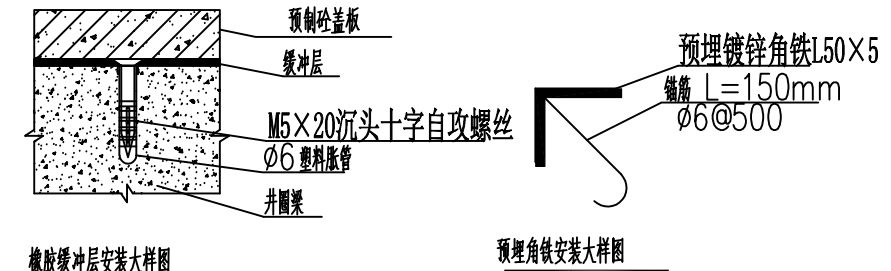 预制砼盖板
缓冲层
M5×20沉头十字自攻螺丝
Ø6 塑料胀管
井圈梁
橡胶缓冲层安装大样图
预埋镀锌角铁L50×5
锚筋 L=150mm
Ø6@500
预埋角铁安装大样图